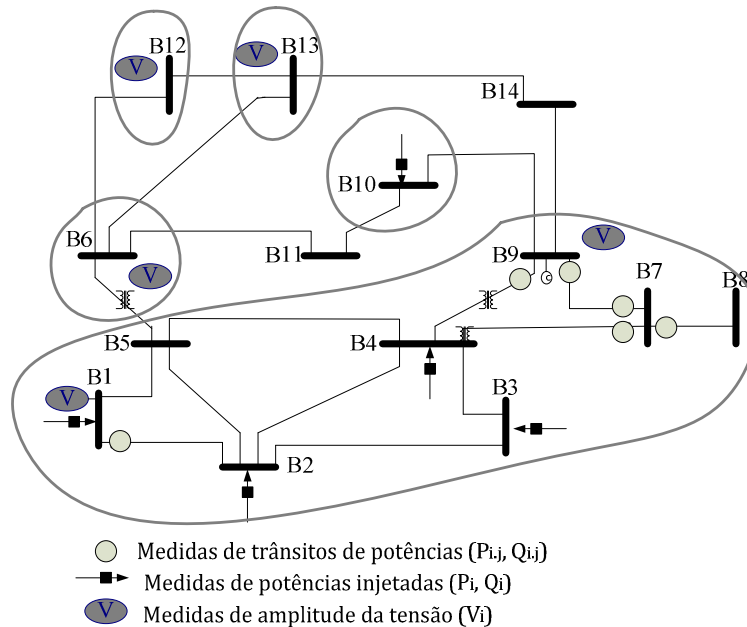 B12
V
B13
V
B14
B10
B6
V
B11
B9
V
B7
B8
B5
B4
B1
V
B3
B2
Medidas de trânsitos de potências (Pi.j, Qi.j)
Medidas de potências injetadas (Pi, Qi)
V Medidas de amplitude da tensão (Vi)